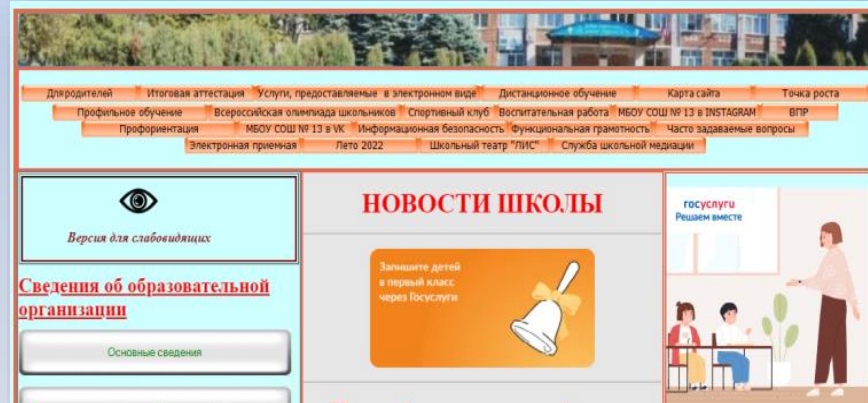 Для родителей Итоговая аттестация Услуги, предоставляемые в электронном виде Дистанционное обучение Карта сайта Точка роста
Профильное обучение Всероссийская олимпиада школьников Спортивный клуб Воспитательная работа МБОУ СОШ № 13 в INSTAGRAM ВПР
Профориентация МБОУ СОШ № 13 в VK Информационная безопасность Функциональная грамотность Часто задаваемые вопросы
Электронная приемная Лето 2022 Школьный театр "ЛИС" Служба школьной медиации
Версия для слабовидящих
Сведения об образовательной
организации
Основные сведения
НОВОСТИ ШКОЛЫ
Запишите детей
в первый класс
через Госуслуги
госуслуги
Решаем вместе